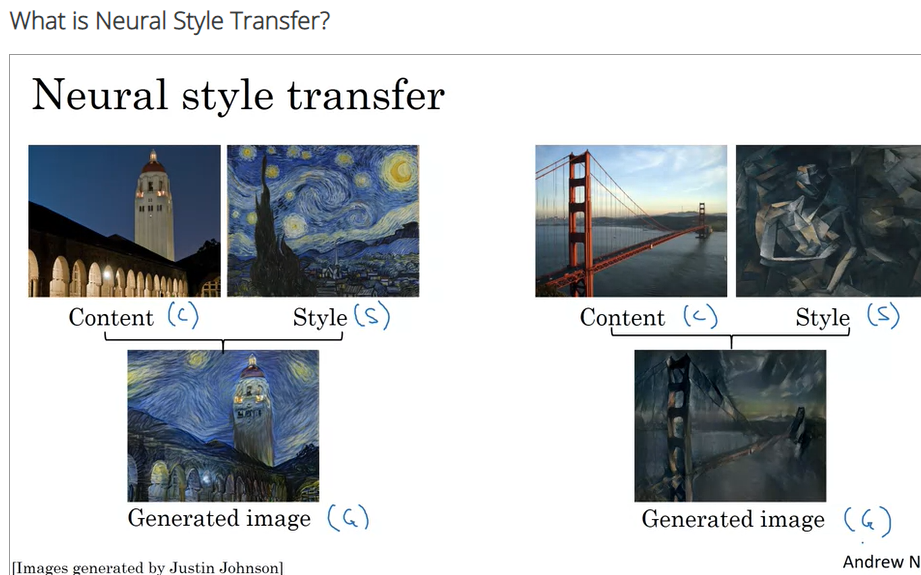 What is Neural Style Transfer?
Neural style transfer
Content (C) Style (S)
Content (C) Style (S)
Generated image (G)
Generated image (G)
[Images generated by Justin Johnson]
Andrew N